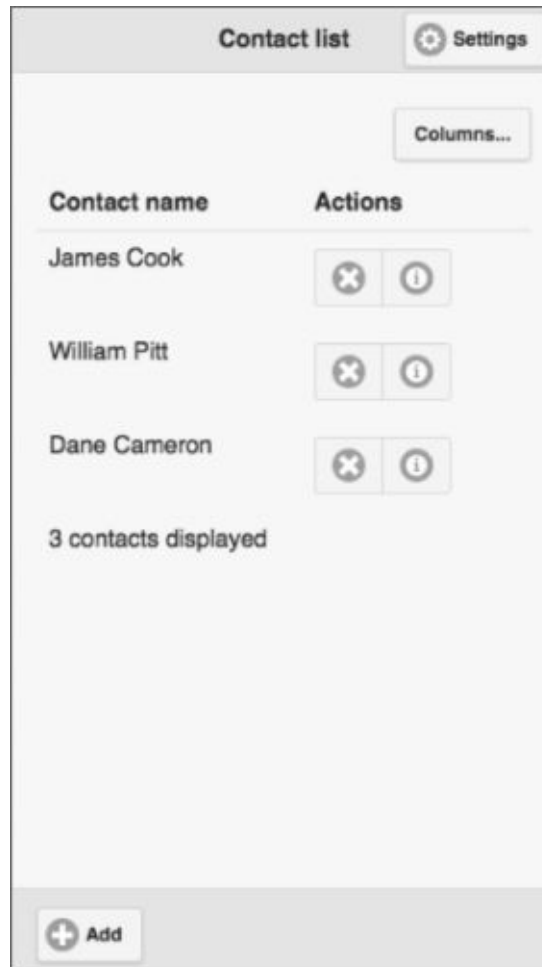 Contact list
Settings
Columns...
Contact name Actions
James Cook
William Pitt
Dane Cameron
3 contacts displayed
Add